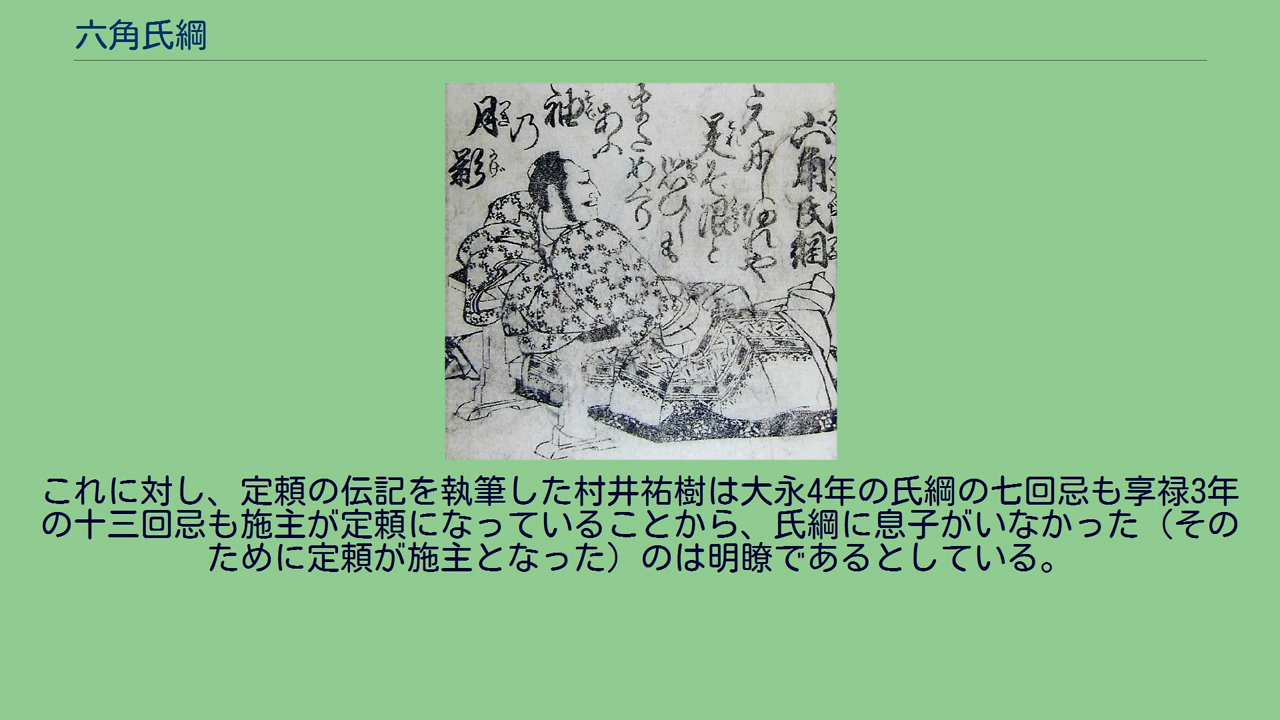 六角氏綱
六角氏綱
月
影
袖
乃
これに対し、定頼の伝記を執筆した村井祐樹は大永4年の氏綱の七回忌も享禄3年
の十三回忌も施主が定頼になっていることから、氏綱に息子がいなかった（その
ために定頼が施主となった）のは明瞭であるとしている。